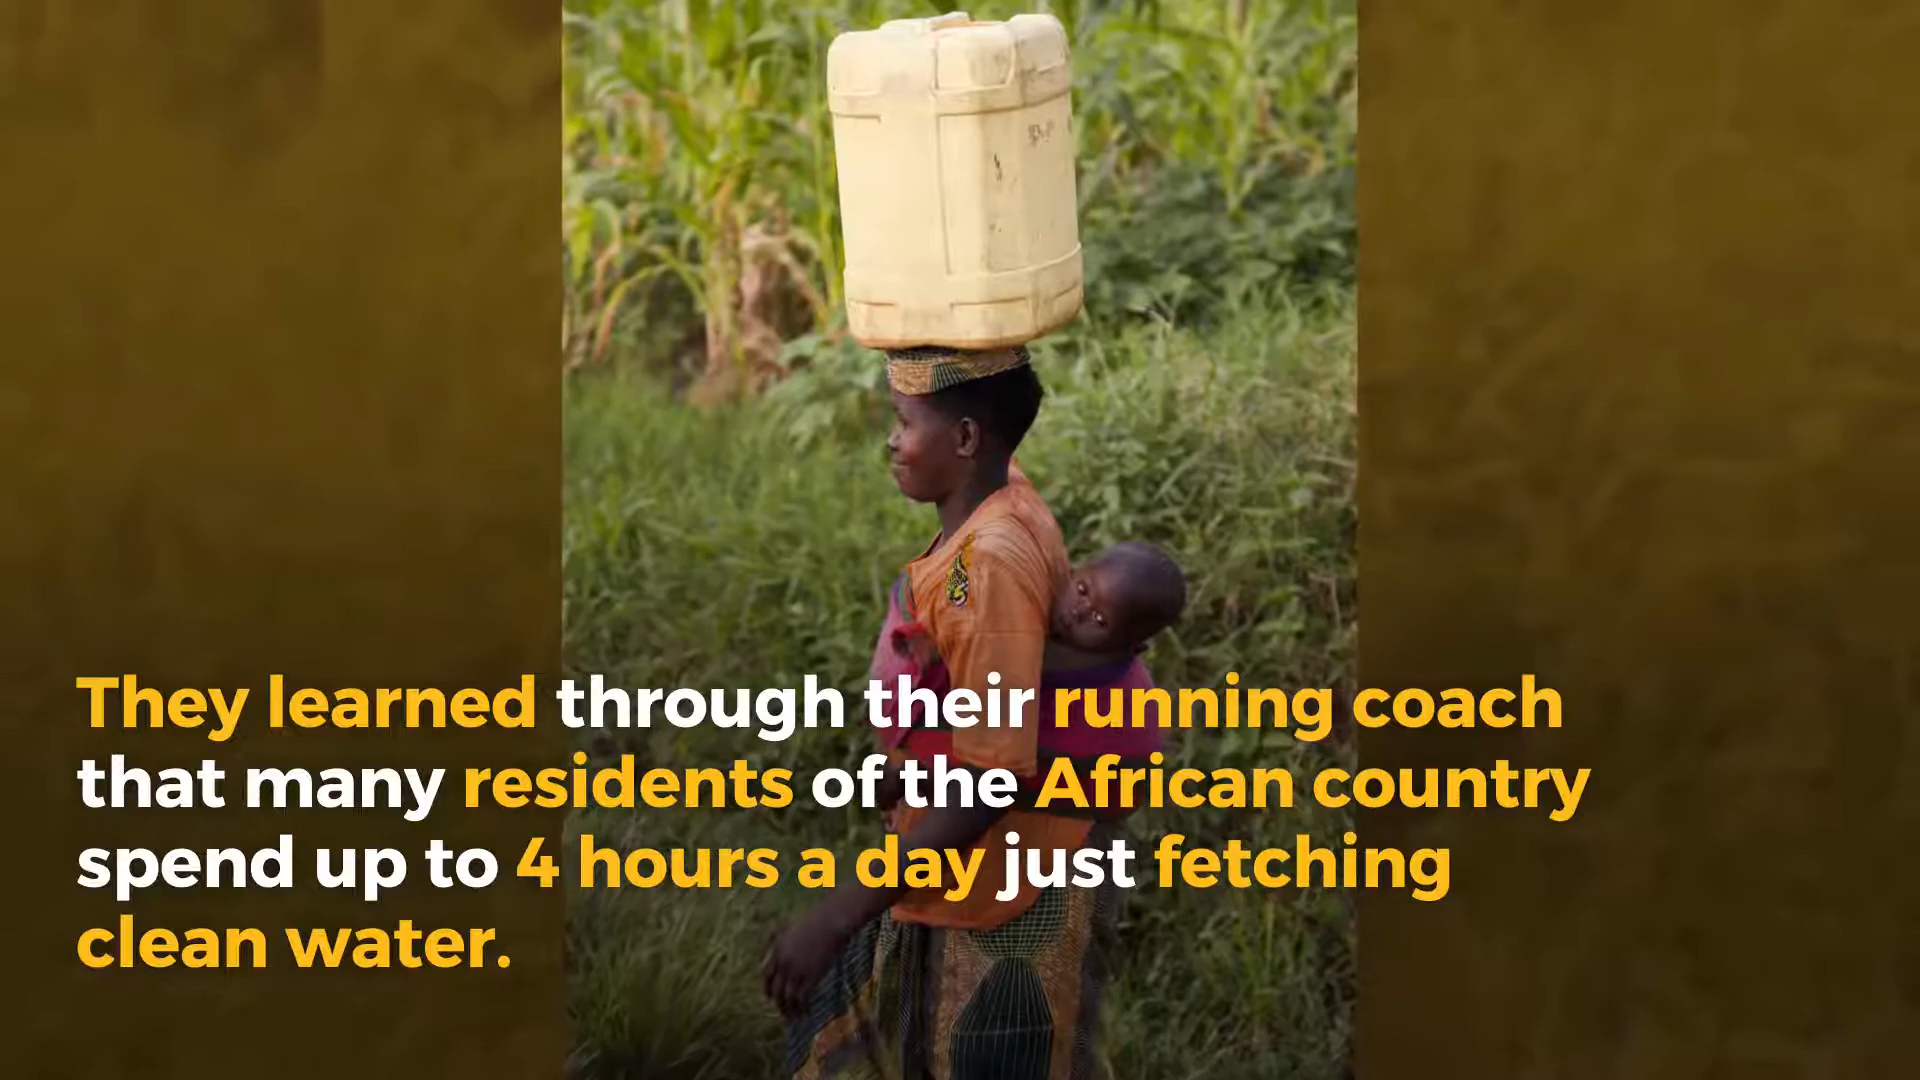 They learned through their running coach
that many residents of the African country
spend up to 4 hours a day just fetching
clean water.